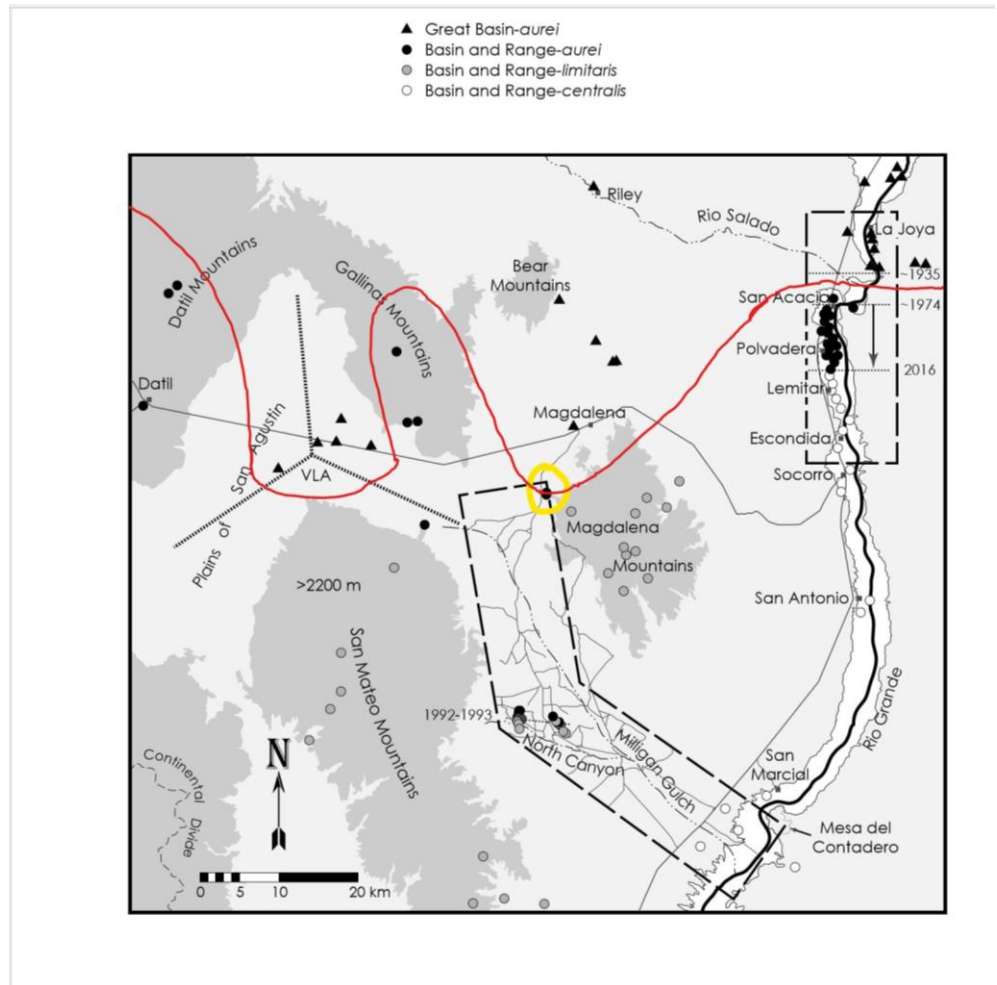 Great Basin-aurei
Basin and Range-aurei
Basin and Range-limitaris
Basin and Range-centralis
Riley
Rio Salado
La Joya
Datil Mountains
Gallinas Mountains
Bear
Mountains
~1935
San Acacia
~1974
Polvadera
2016
Datil
Lemitar
Magdalena
Escondida
Plains of San Agustin
VLA
Socorro
Magdalena
Mountains
>2200 m
San Antonio
San Mateo Mountains
Rio Grande
1992-1993
North Canyon
Milligan Gulch
San
Marcial
Continental
Divide
N
Mesa del
Contadero
0 5 10 20 km